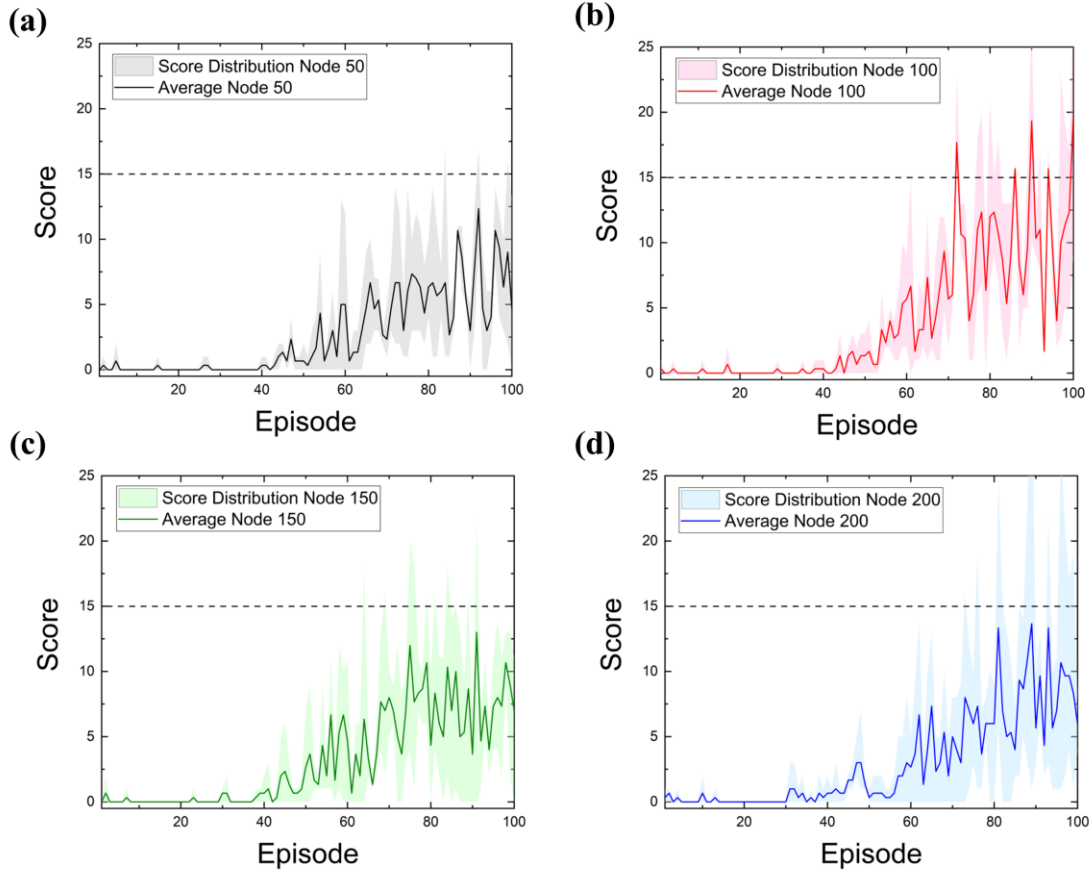 (a)
25
20
15
10
5
0
Score
Score Distribution Node 50
Average Node 50
20 40 60 80 100
Episode
(b)
25
20
15
10
5
0
Score
Score Distribution Node 100
Average Node 100
20 40 60 80 100
Episode
(c)
25
20
15
10
5
0
Score
Score Distribution Node 150
Average Node 150
20 40 60 80 100
Episode
(d)
25
20
15
10
5
0
Score
Score Distribution Node 200
Average Node 200
20 40 60 80 100
Episode